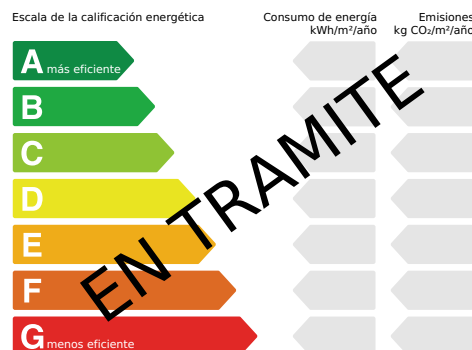 Escala de la calificación energética
Consumo de energía
kWh/m²/año
Emisiones
kg CO₂/m²/año
A más eficiente
B
C
D
E
F
G menos eficiente
EN TRAMITE